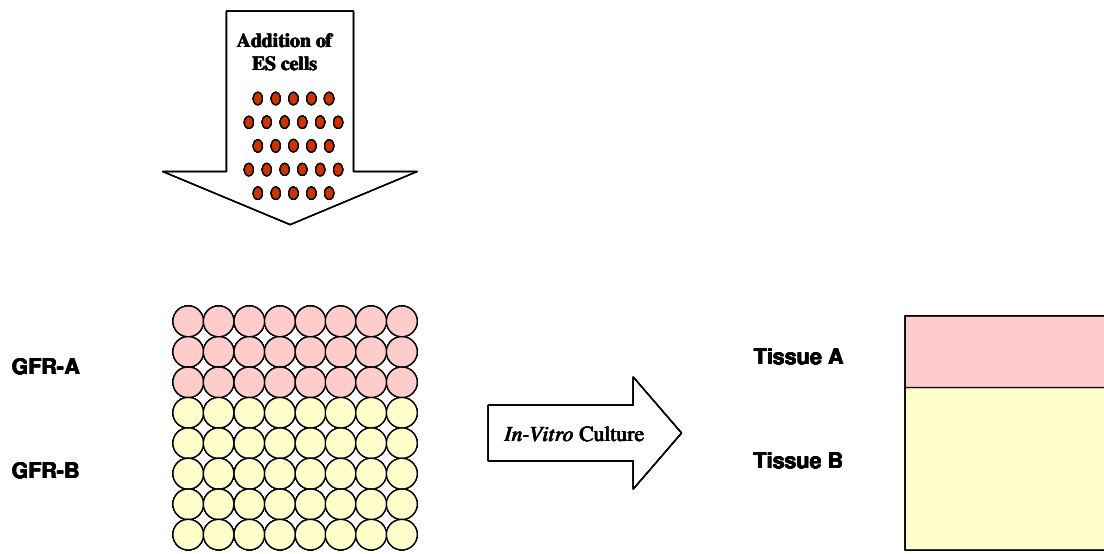 Addition of
ES cells
GFR-A
GFR-B
In-Vitro Culture
Tissue A
Tissue B